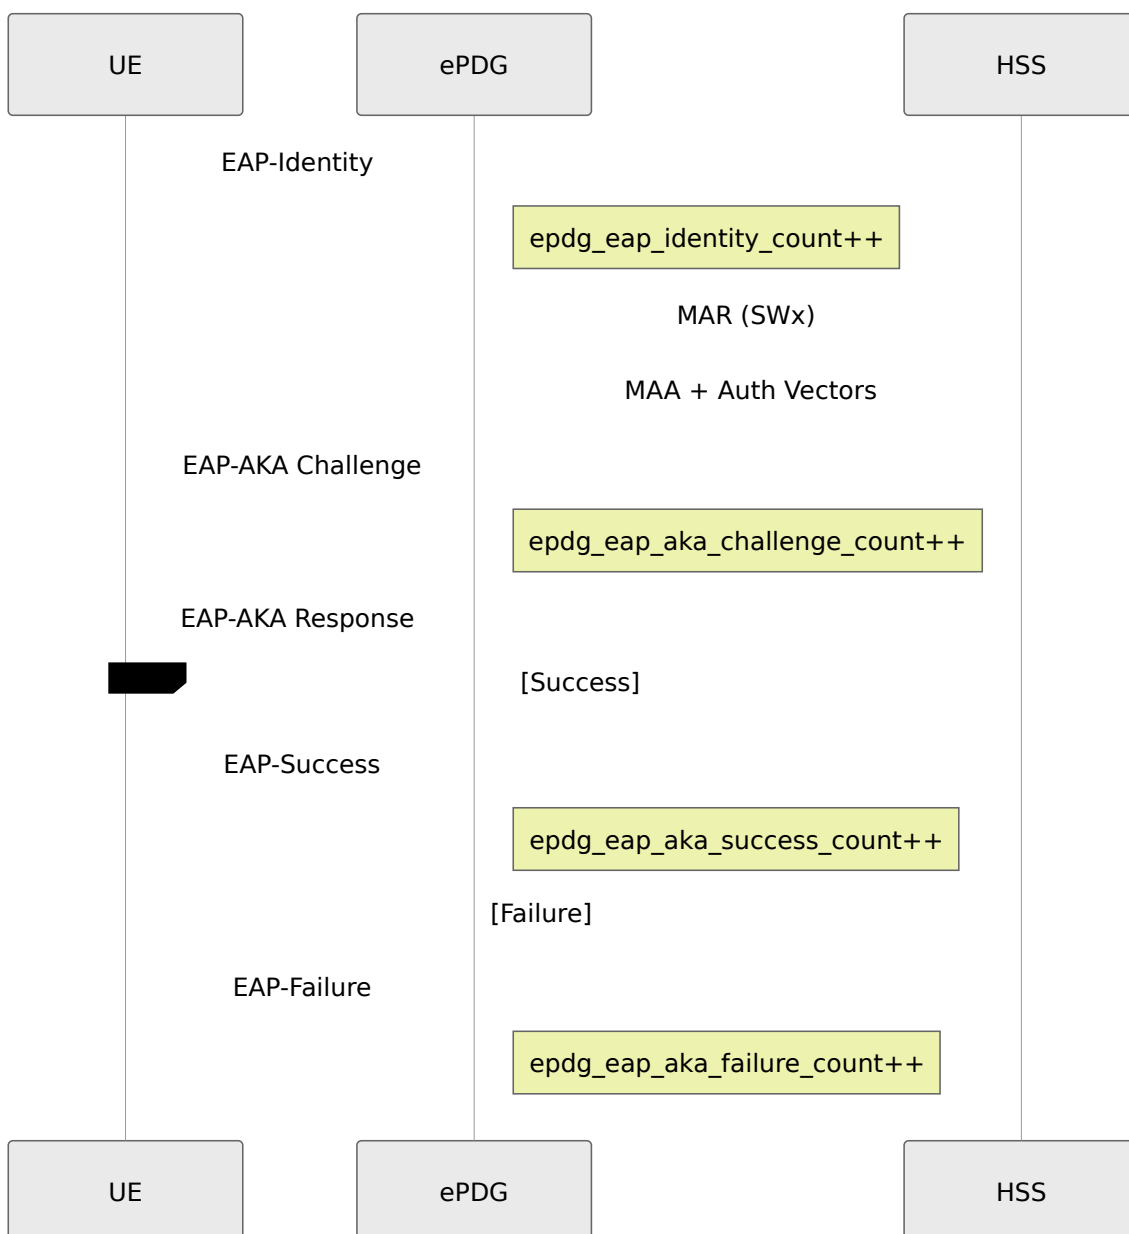 UE
ePDG
HSS
EAP-Identity
epdg_eap_identity_count++
MAR (SWx)
MAA + Auth Vectors
EAP-AKA Challenge
epdg_eap_aka_challenge_count++
EAP-AKA Response
[Success]
EAP-Success
epdg_eap_aka_success_count++
[Failure]
EAP-Failure
epdg_eap_aka_failure_count++
UE
ePDG
HSS